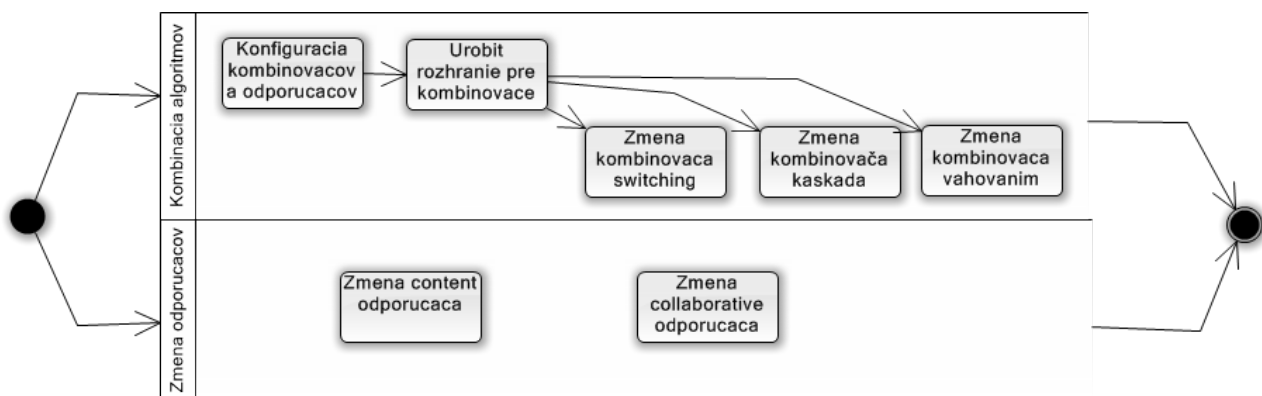 Kombinacia algoritmov
Konfiguracia
kombinovacov
a odporucacov
Urobit
rozhranie pre
kombinovace
Zmena
kombinovaca
switching
Zmena
kombinovača
kaskada
Zmena
kombinovaca
vahovanim
Zmena odporucacov
Zmena content
odporucaca
Zmena
collaborative
odporucaca